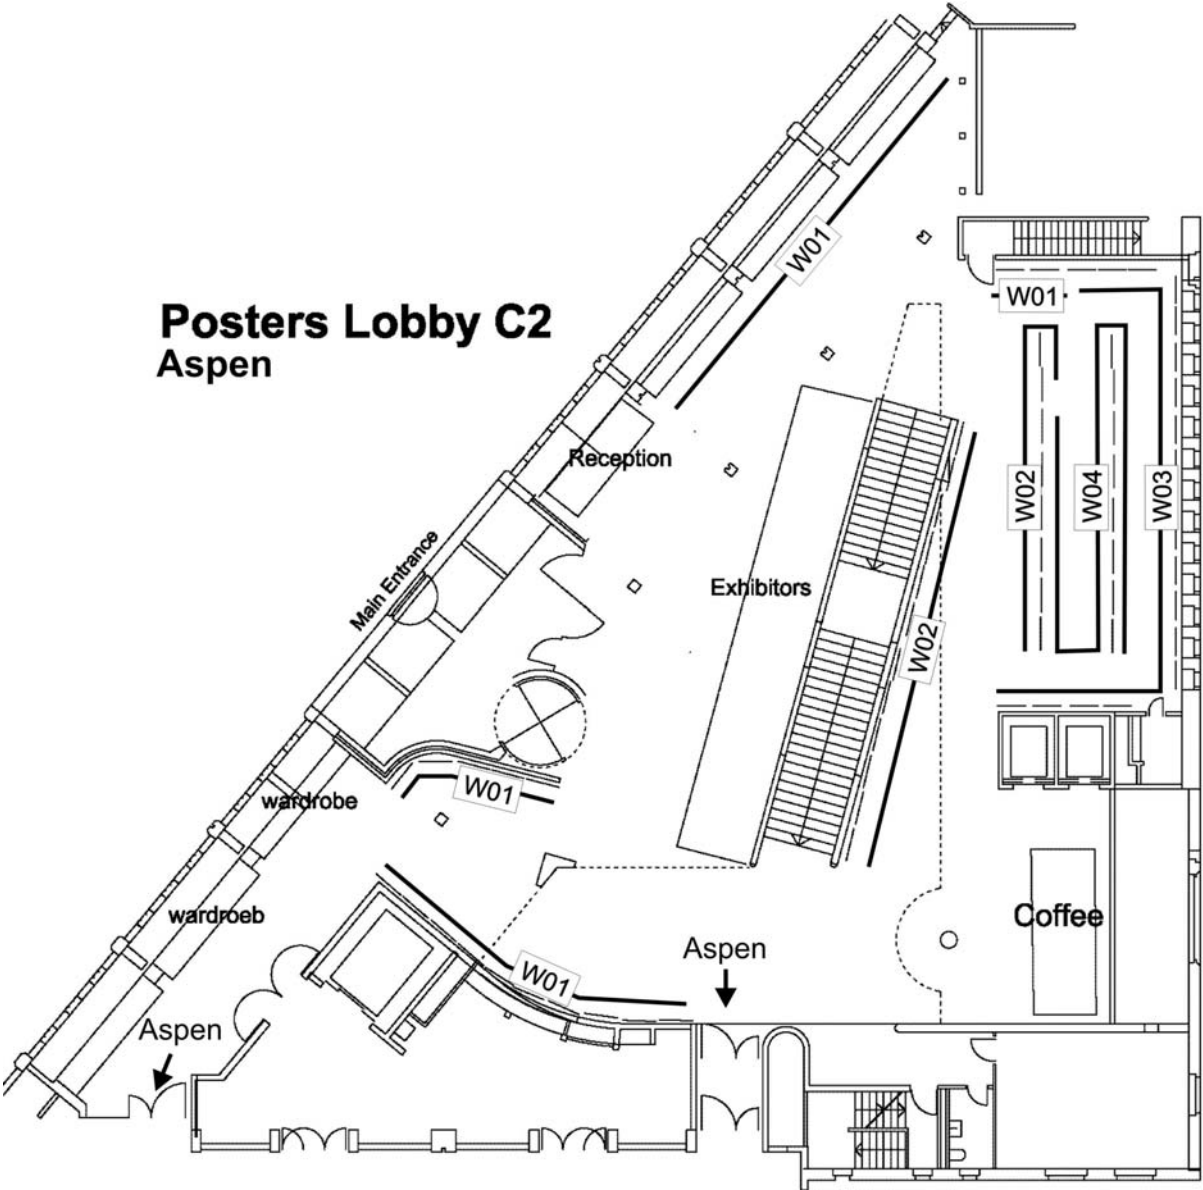 W01
W01
Posters Lobby C2
Aspen
Reception
W02
W04
W03
Main Entrance
Exhibitors
W02
W01
wardrobe
wardroeb
Coffee
Aspen
W01
Aspen